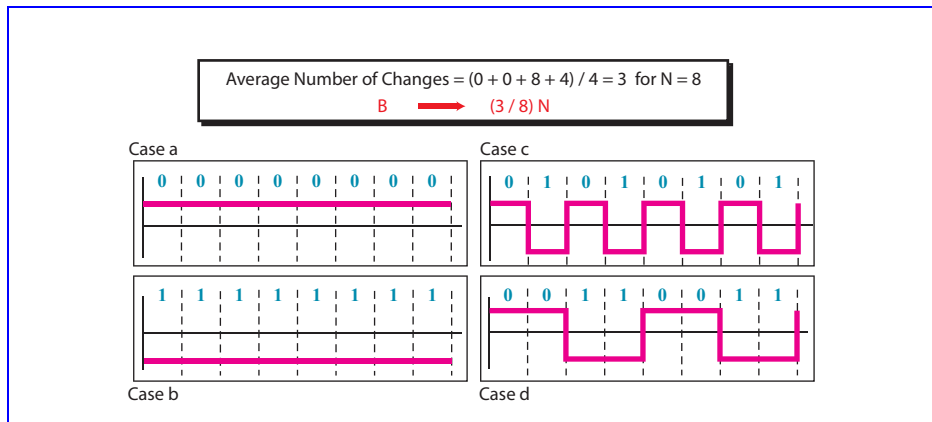 Average Number of Changes = (0 + 0 + 8 + 4) / 4 = 3 for N = 8
B (3 / 8) N
Case a
0 0 0 0 0 0 0 0
Case c
0 1 0 1 0 1 0 1
1 1 1 1 1 1 1 1
Case b
0 0 1 1 0 0 1 1
Case d